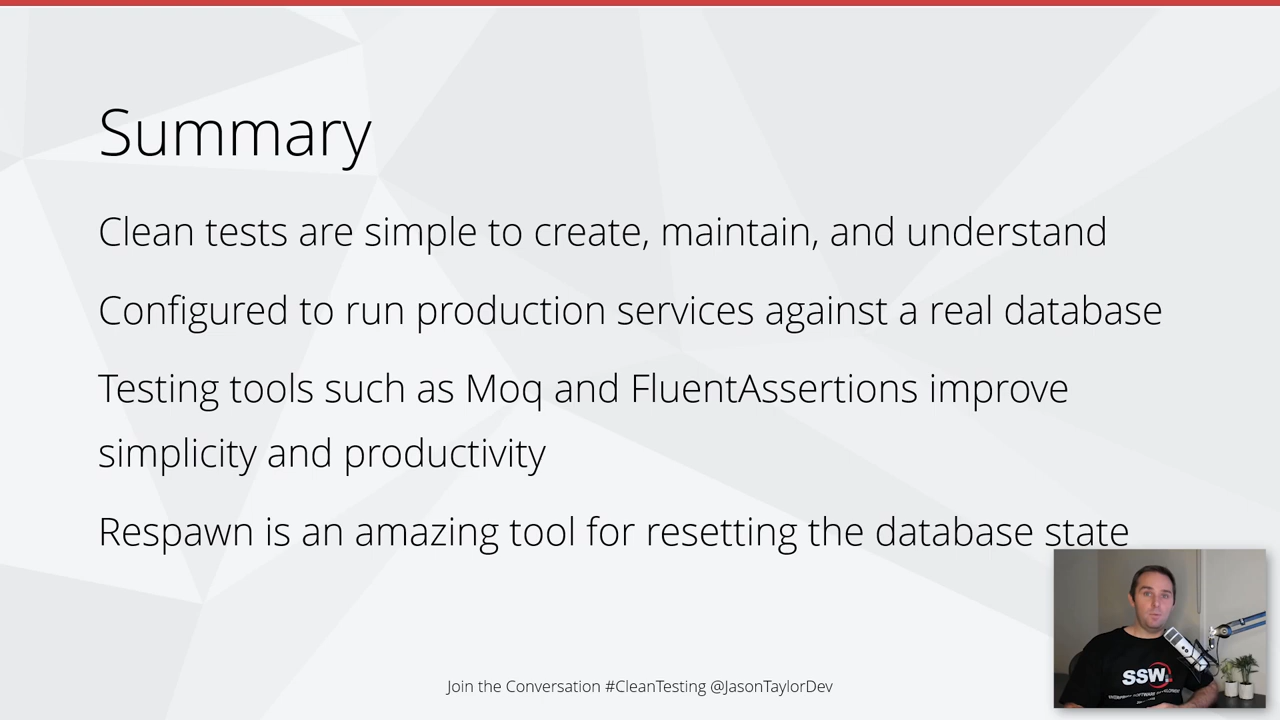 Summary
Clean tests are simple to create, maintain, and understand
Configured to run production services against a real database
Testing tools such as Moq and FluentAssertions improve
simplicity and productivity
Respawn is an amazing tool for resetting the database state
SSW
Join the Conversation #CleanTesting @JasonTaylorDev